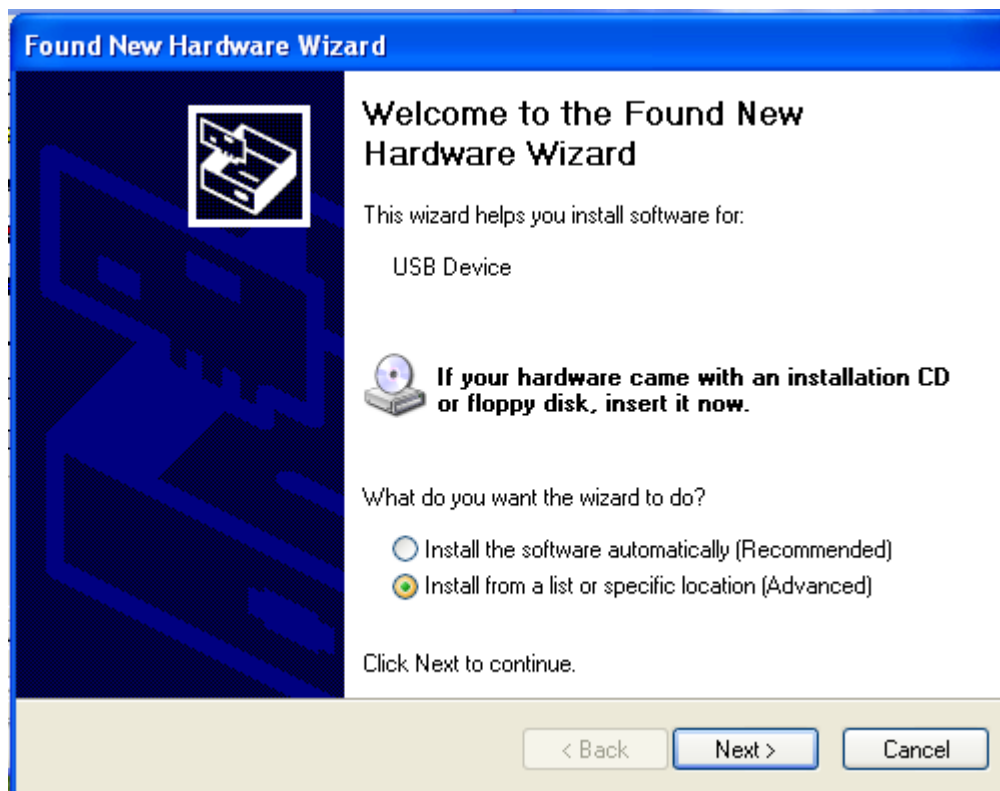 Found New Hardware Wizard
Welcome to the Found New
Hardware Wizard
This wizard helps you install software for:
USB Device
If your hardware came with an installation CD
or floppy disk, insert it now.
What do you want the wizard to do?
Install the software automatically (Recommended)
Install from a list or specific location (Advanced)
Click Next to continue.
< Back Next > Cancel